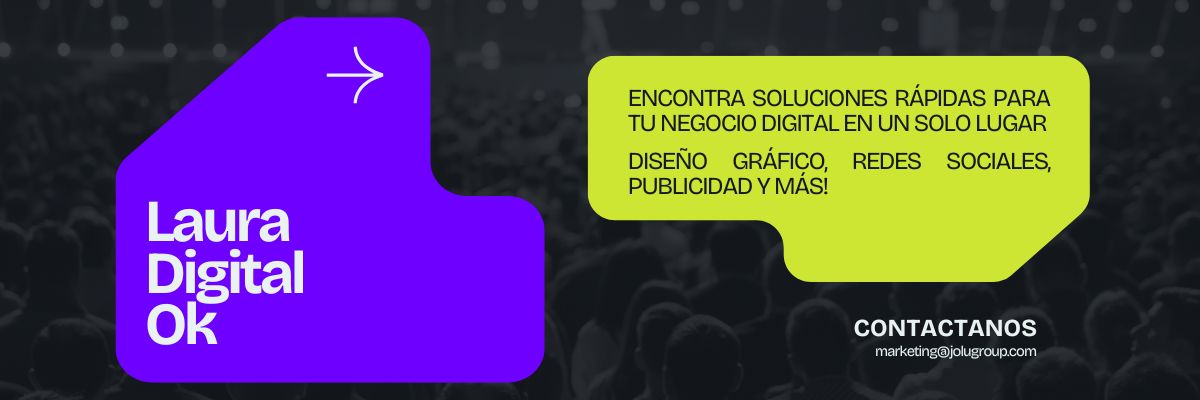 Laura
Digital
Ok
ENCONTRA SOLUCIONES RÁPIDAS PARA
TU NEGOCIO DIGITAL EN UN SOLO LUGAR
DISEÑO GRÁFICO, REDES SOCIALES,
PUBLICIDAD Y MÁS!
CONTACTANOS
marketing@jolugroup.com